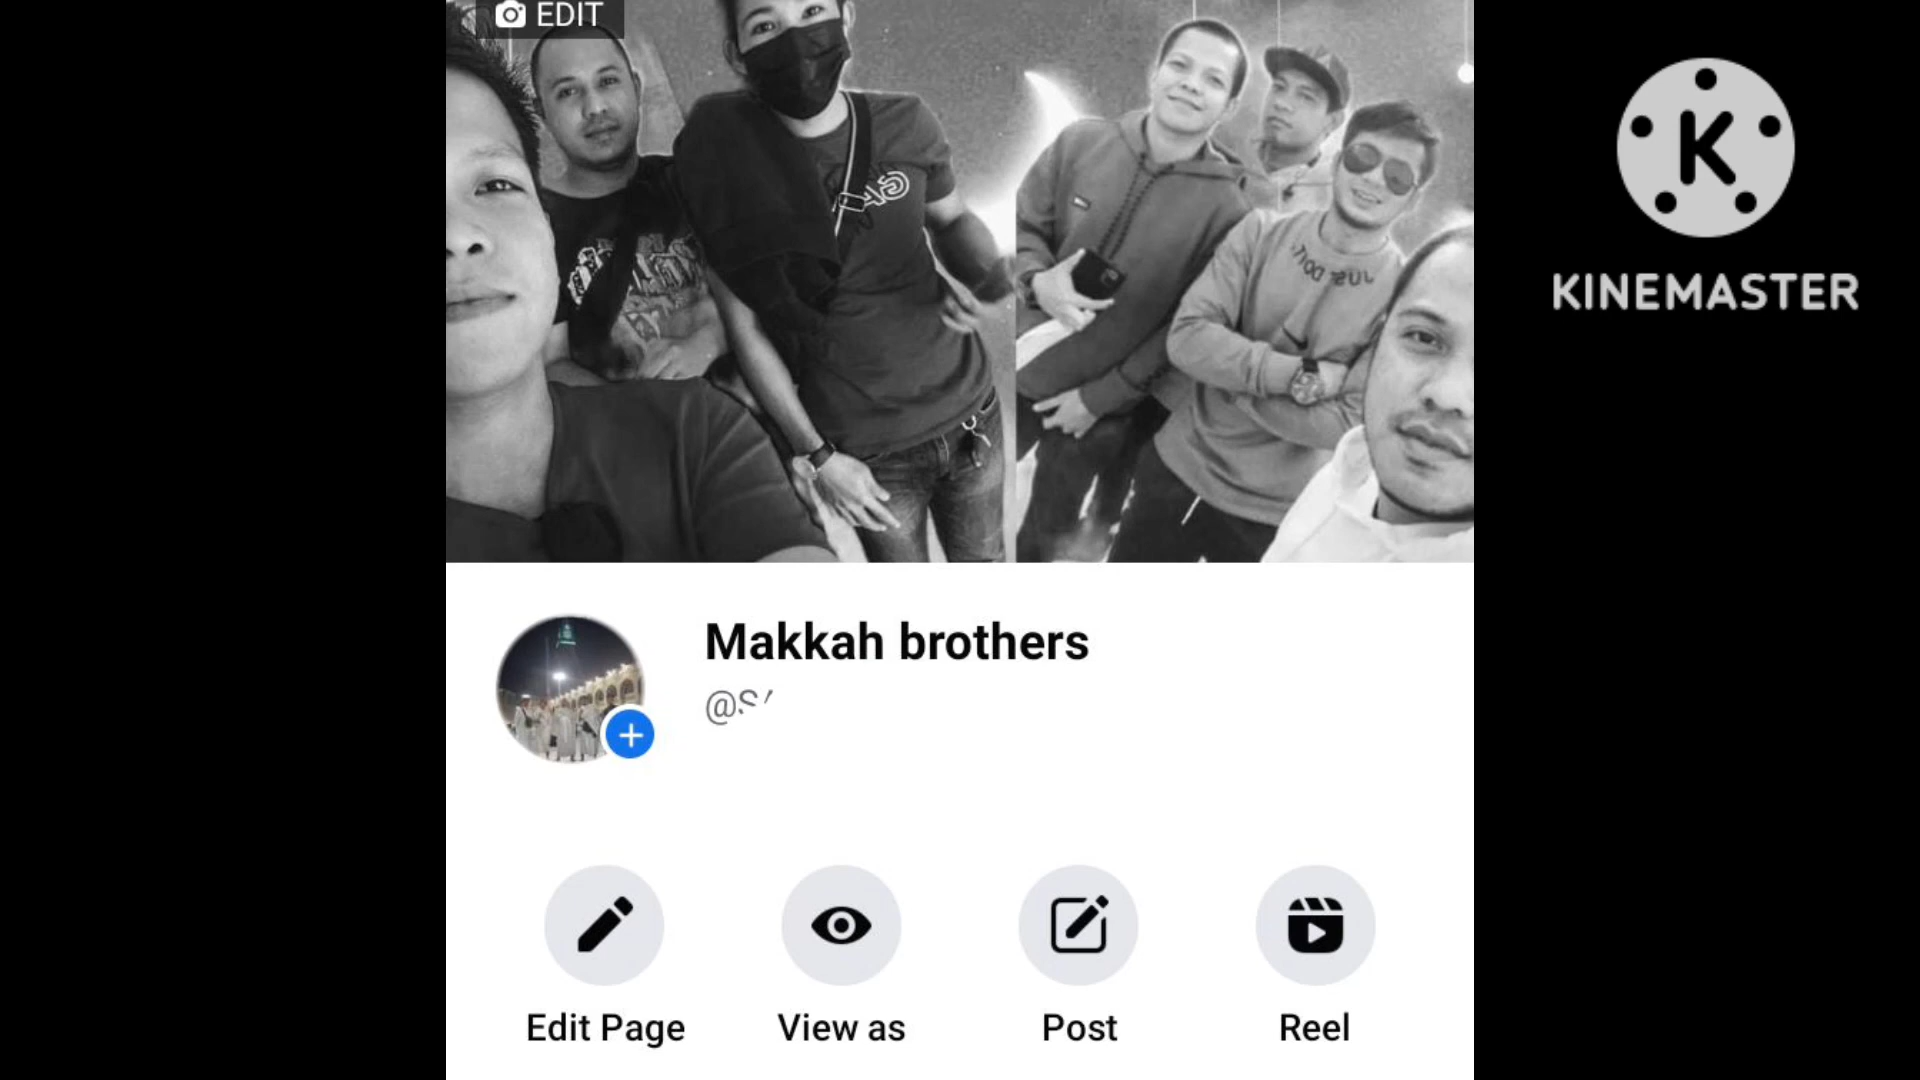 EDIT
KINEMASTER
Makkah brothers
Edit Page
View as
Post
Reel